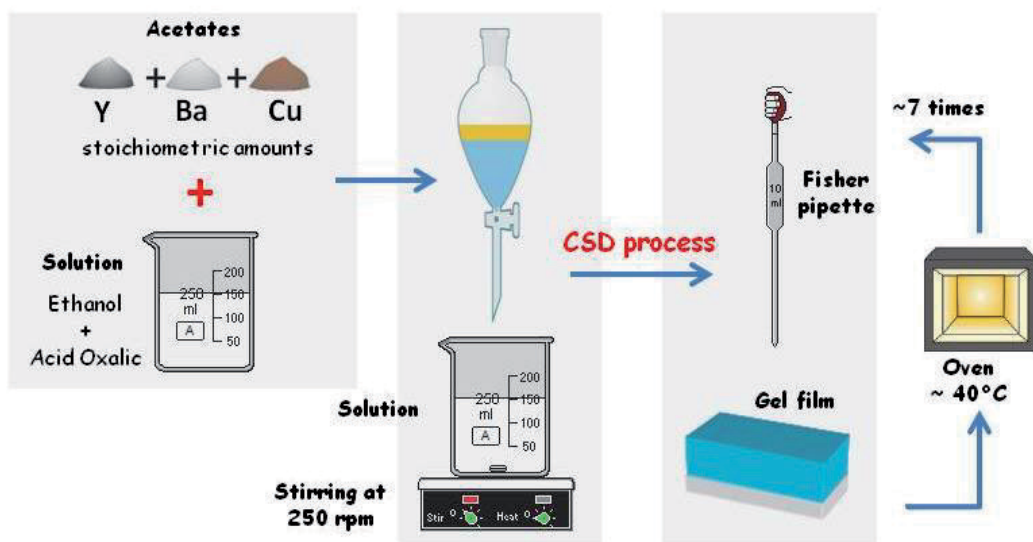 Acetates
+ +
Y Ba Cu
stoichiometric amounts
+
Solution
Ethanol
+
Acid Oxalic
250
ml
A
200
150
100
50
Solution
250
ml
A
200
150
100
50
Stirring at
250 rpm
Stir 0 Heat 0
CSD process
10
ml
Fisher
pipette
Gel film
~7 times
Oven
~ 40°C